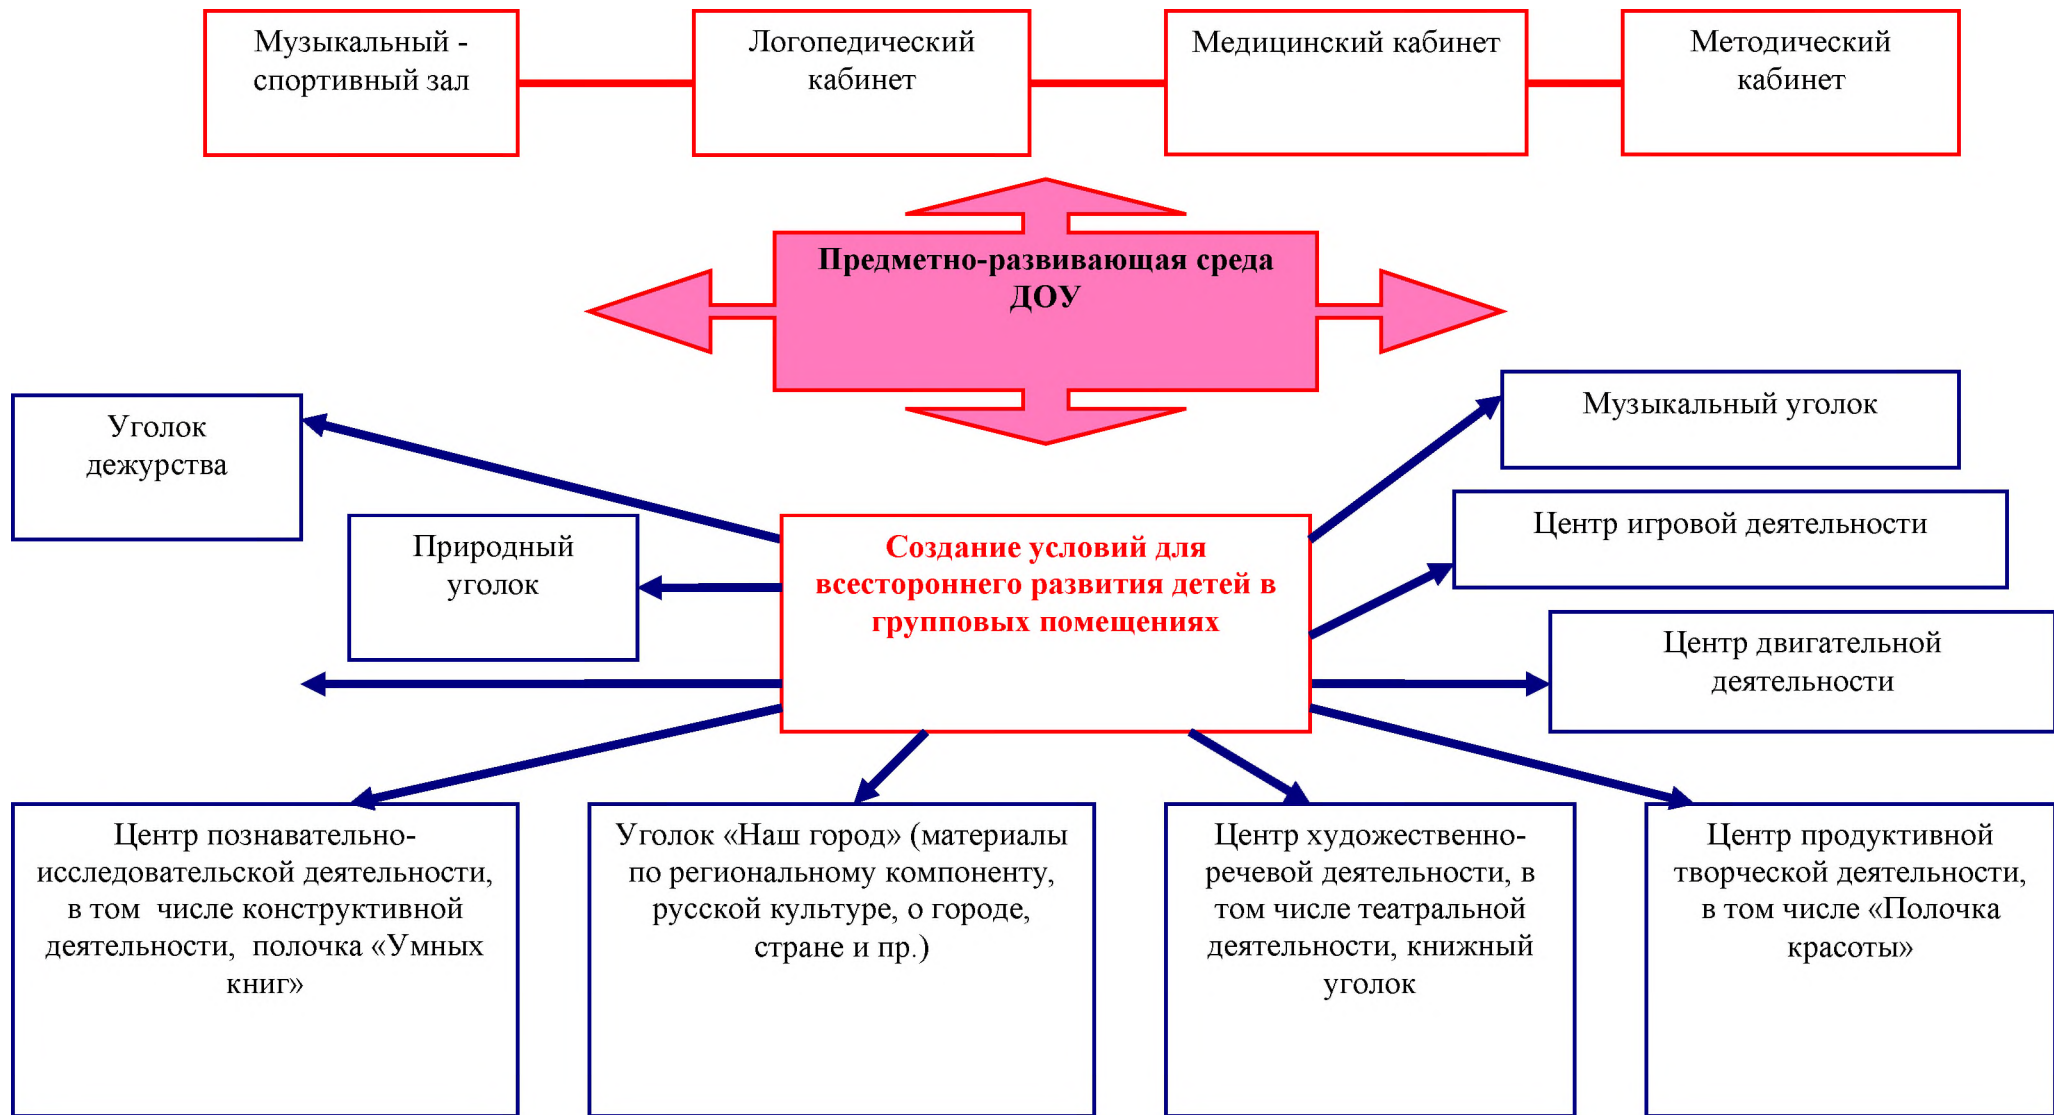 Музыкальный -
спортивный зал
Логопедический
кабинет
Медицинский кабинет
Методический
кабинет
Предметно-развивающая среда
ДОУ
Уголок
дежурства
Музыкальный уголок
Природный
уголок
Создание условий для
всестороннего развития детей в
групповых помещениях
Центр игровой деятельности
Центр двигательной
деятельности
Центр познавательно-
исследовательской деятельности,
в том  числе конструктивной
деятельности,  полочка «Умных
книг»
Уголок «Наш город» (материалы
по региональному компоненту,
русской культуре, о городе,
стране и пр.)
Центр художественно-
речевой деятельности, в
том числе театральной
деятельности, книжный
уголок
Центр продуктивной
творческой деятельности,
в том числе «Полочка
красоты»